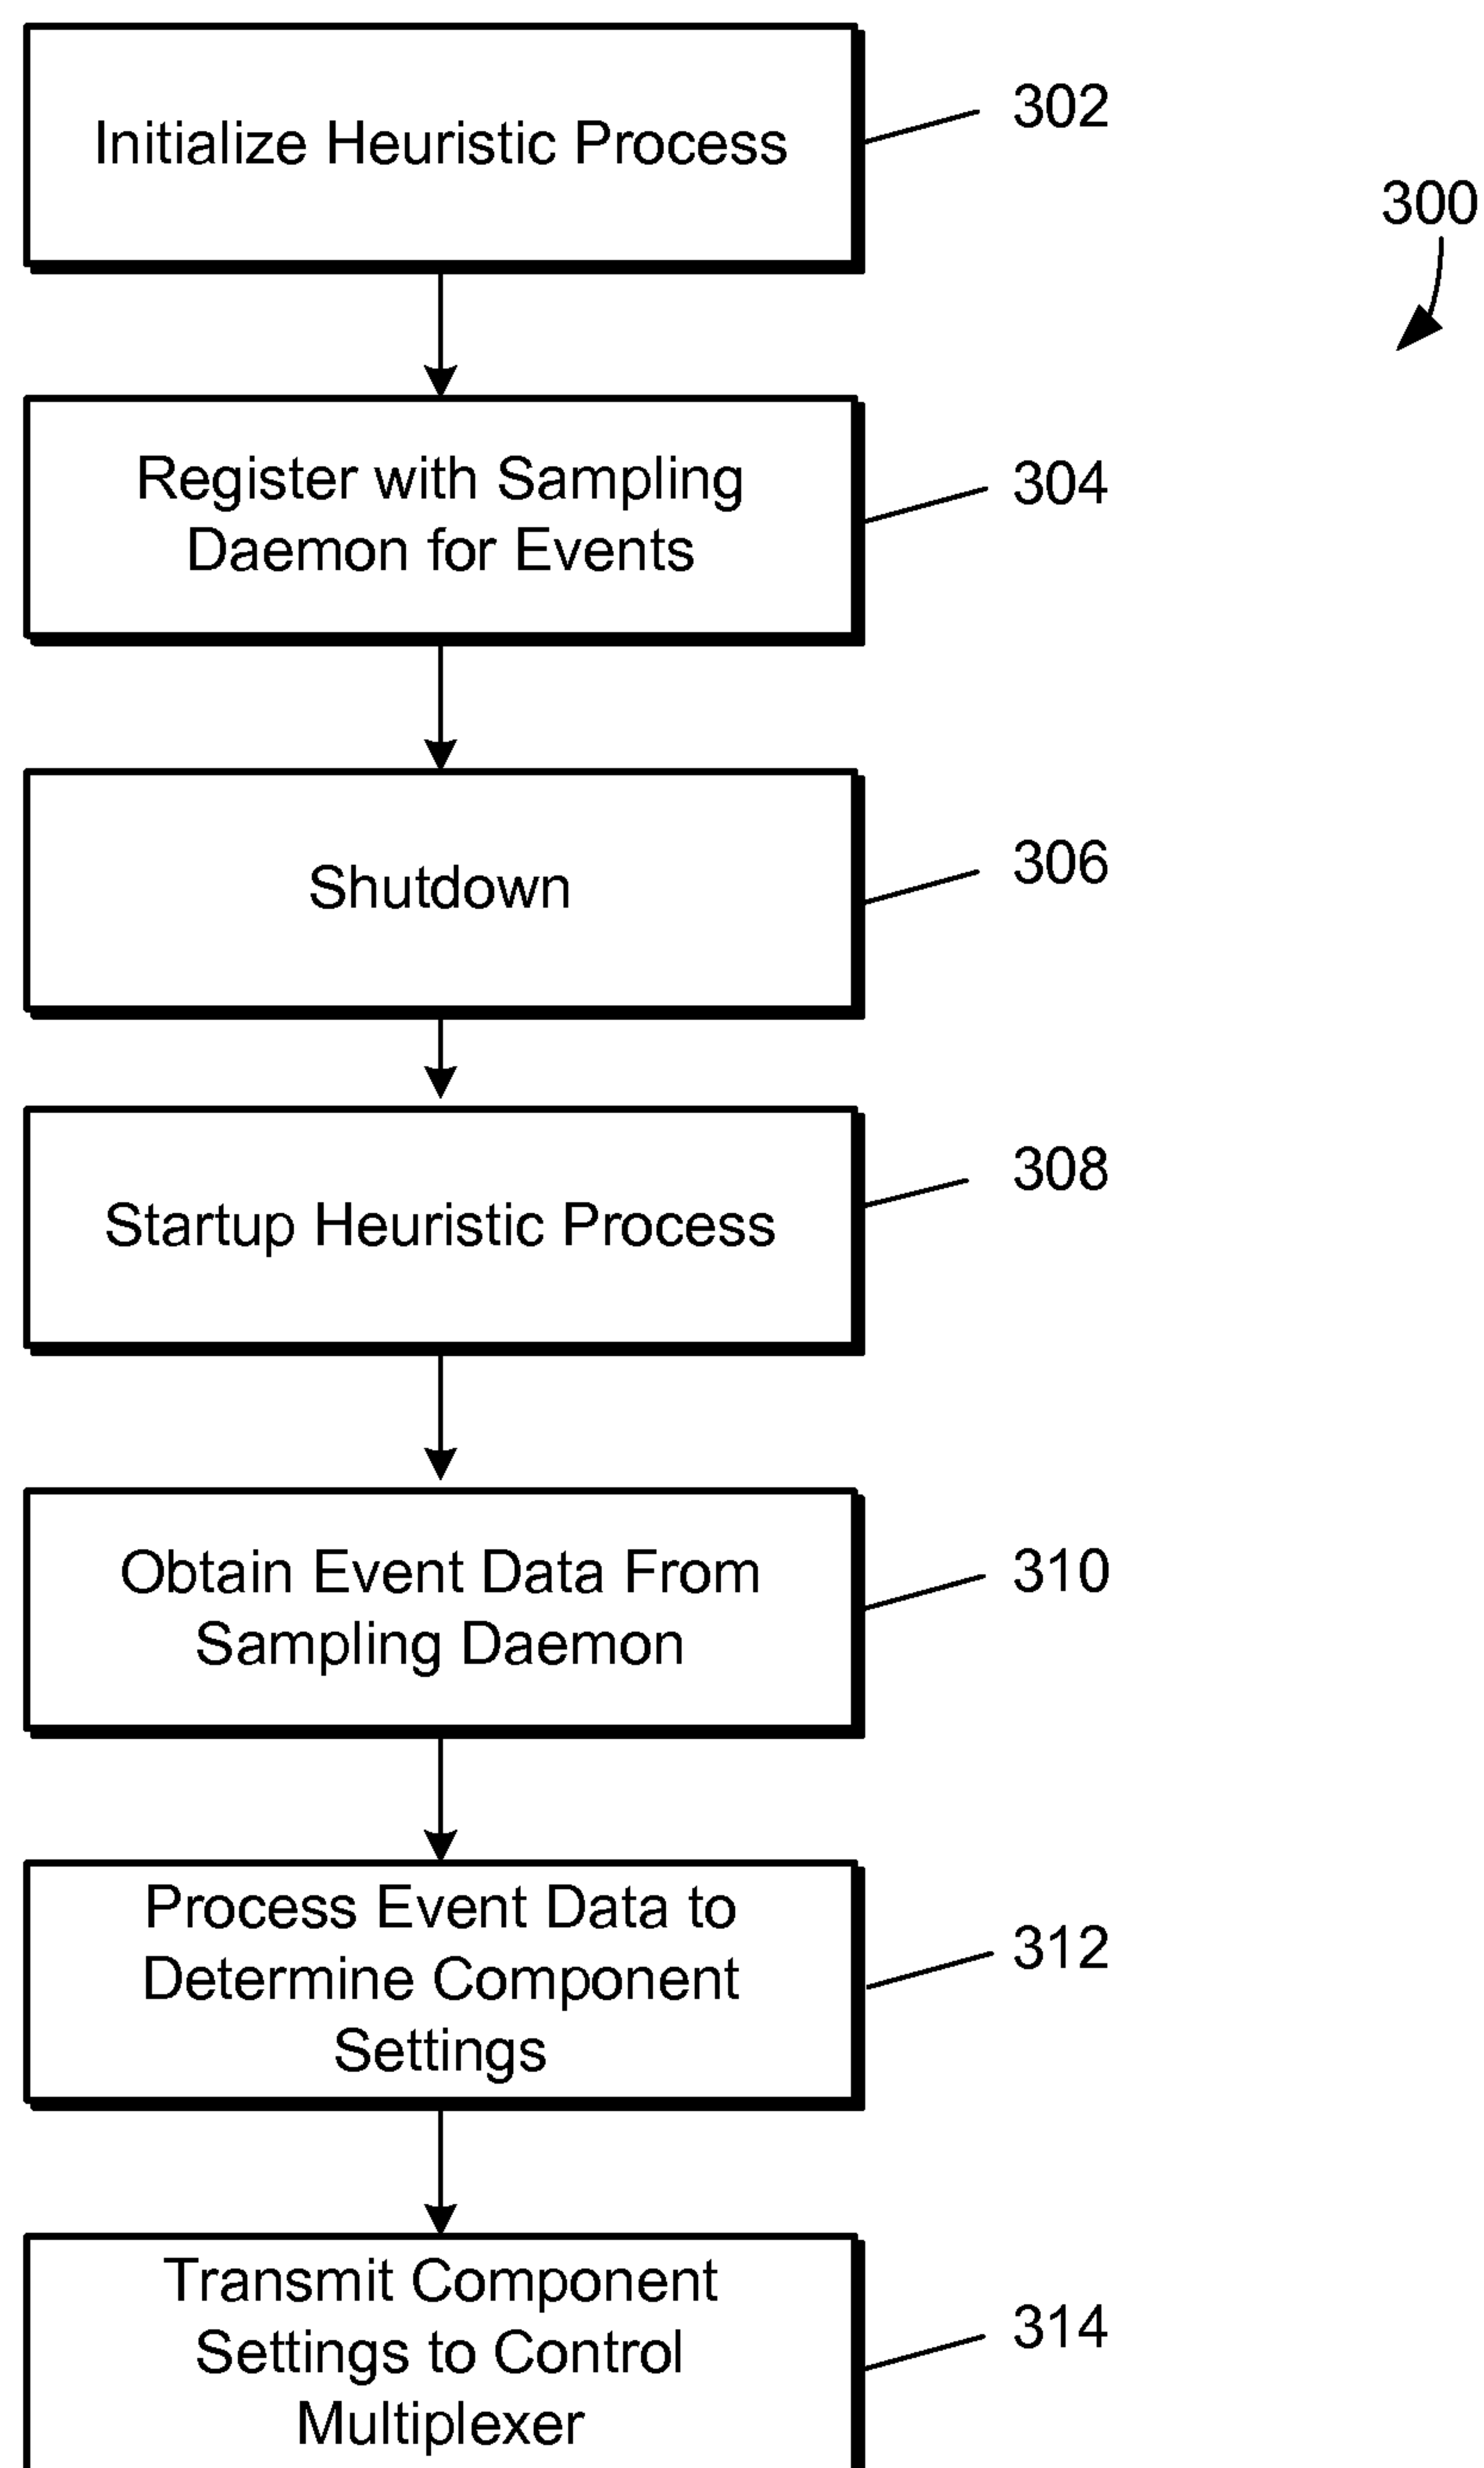 Initialize Heuristic Process
302
300
Register with Sampling
Daemon for Events
304
Shutdown
306
Startup Heuristic Process
308
Obtain Event Data From
Sampling Daemon
310
Process Event Data to
Determine Component
Settings
312
Transmit Component
Settings to Control
Multiplexer
314